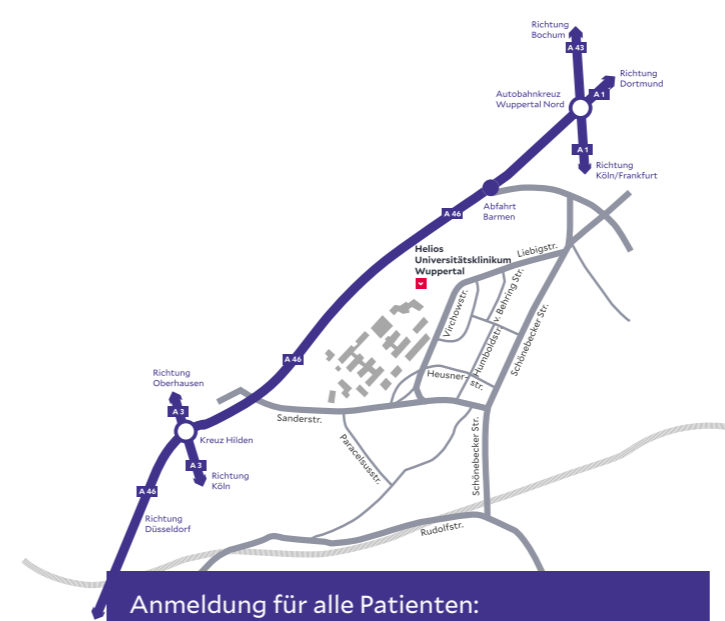 Richtung
Bochum
A 43
Richtung
Dortmund
A 1
Autobahnkreuz
Wuppertal Nord
A 1
Richtung
Köln/Frankfurt
Abfahrt
Barmen
A 46
Helios
Universitätsklinikum
Wuppertal
Liebigstr.
v. Behring Str.
Virchowstr.
Schönebecker Str.
Humboldstr.
A 46
Heusner-
str.
Richtung
Oberhausen
A 3
Sanderstr.
Kreuz Hilden
Paracelsusstr.
Schönebecker Str.
A 3
Richtung
Köln
A 46
Richtung
Düsseldorf
Rudolfstr.
Anmeldung für alle Patienten: